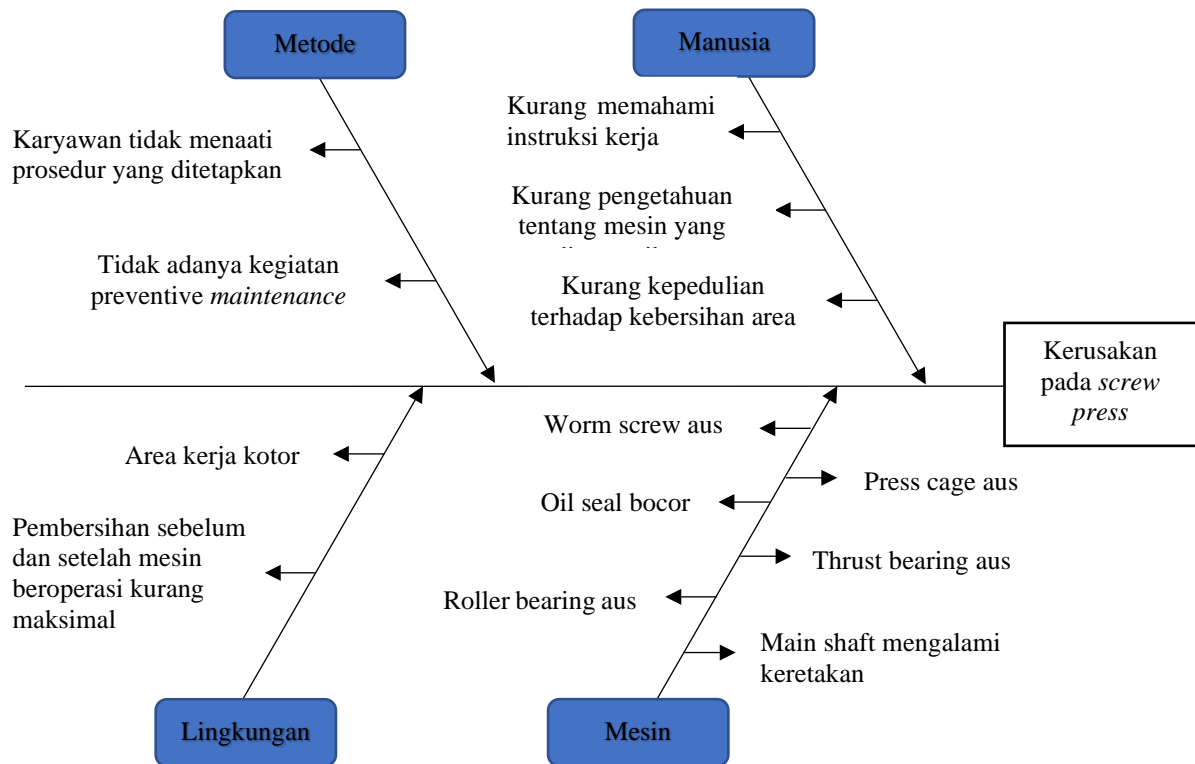 Metode
Manusia
Karyawan tidak menaati
prosedur yang ditetapkan
Tidak adanya kegiatan
preventive maintenance
Kurang memahami
instruksi kerja
Kurang pengetahuan
tentang mesin yang
Kurang kepedulian
terhadap kebersihan area
Kerusakan
pada screw
press
Area kerja kotor
Pembersihan sebelum
dan setelah mesin
beroperasi kurang
maksimal
Worm screw aus
Press cage aus
Oil seal bocor
Thrust bearing aus
Roller bearing aus
Main shaft mengalami
keretakan
Lingkungan
Mesin